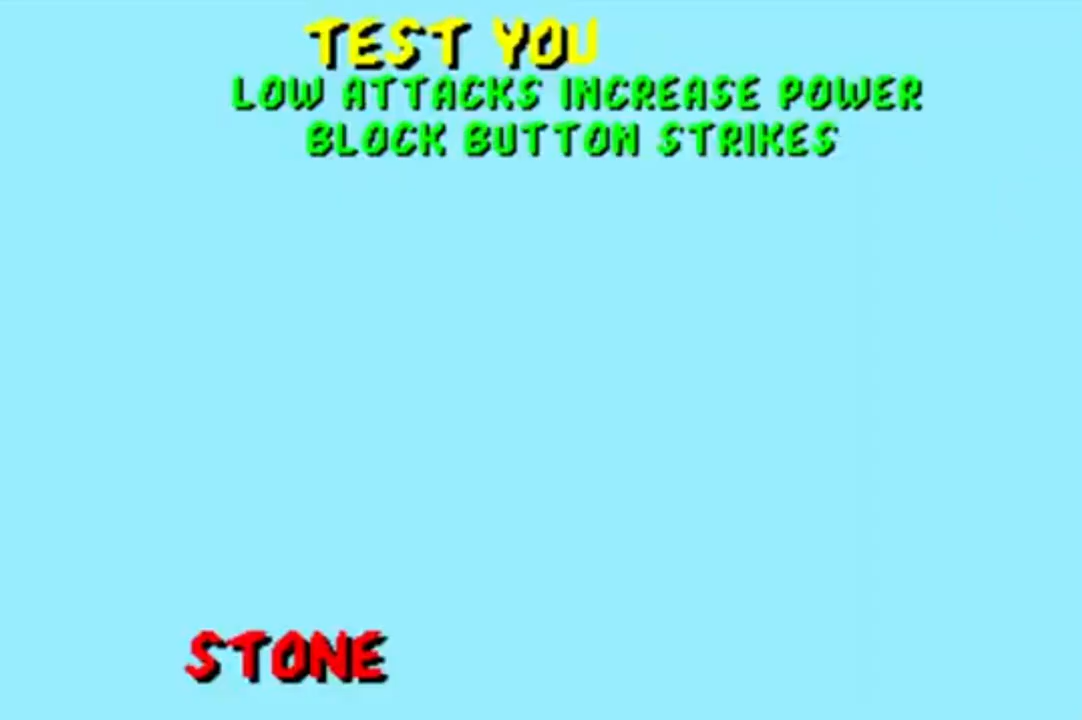 TEST YOU
LOW ATTACKS INCREASE POWER
BLOCK BUTTON STRIKES
STONE